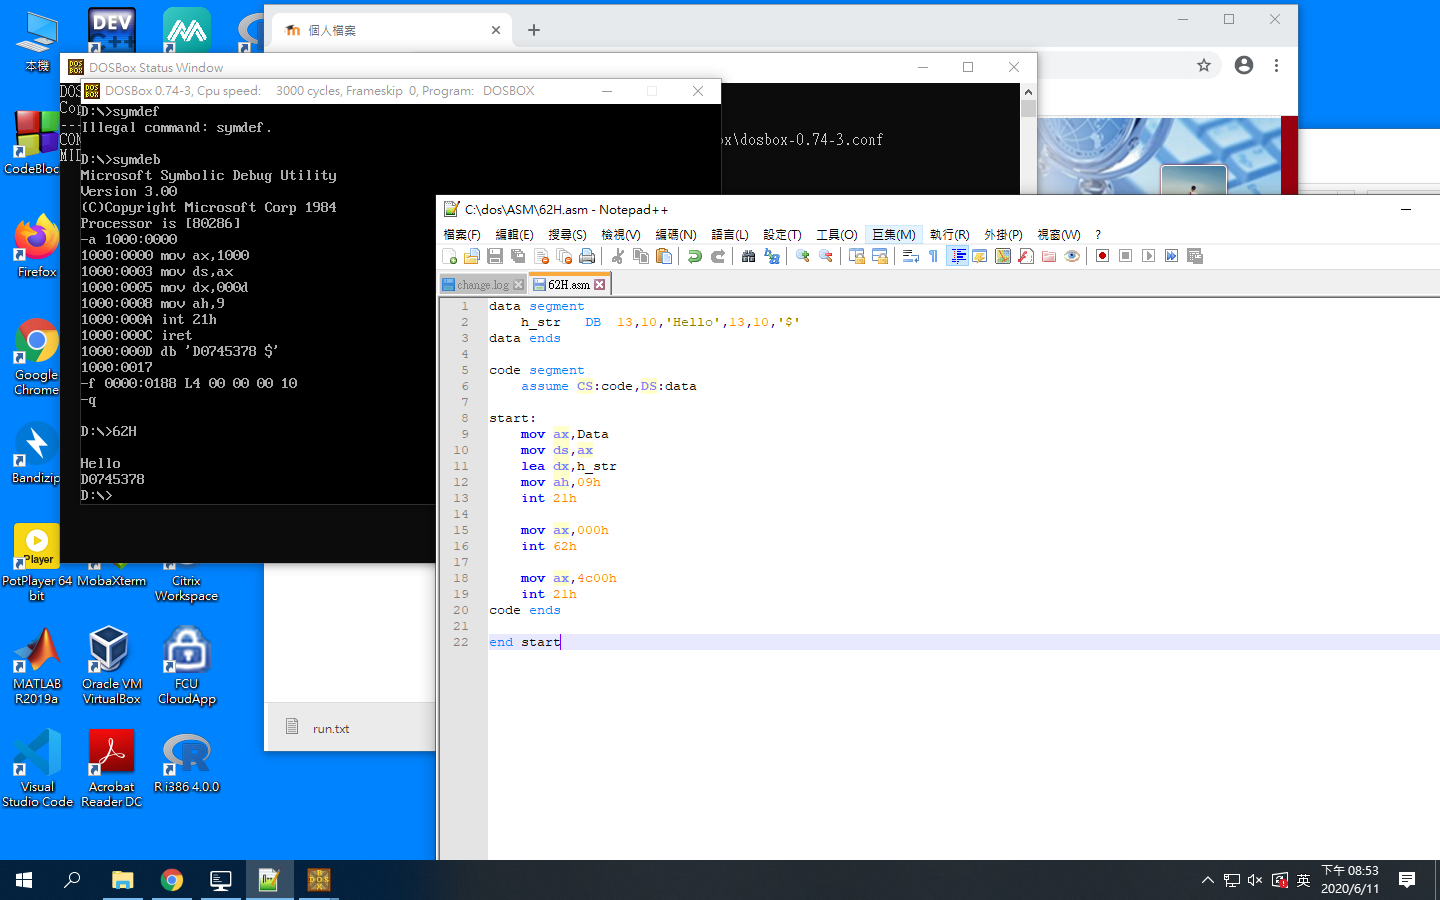 本機
DEV C++
CodeBloc
Firefox
Google
Chrome
Bandizip
Player
PotPlayer 64
bit
MobaXterm
Citrix
Workspace
MATLAB
R2019a
Oracle VM
VirtualBox
FCU
CloudApp
Visual
Studio Code
Acrobat
Reader DC
R i386 4.0.0
個人檔案
DOSBox Status Window
DOS
Cop
---
CON
MID
ox\dosbox-0.74-3.conf
DOSBox 0.74-3, Cpu speed: 3000 cycles, Frameskip 0, Program: DOSBOX
D:\>symdef
Illegal command: symdef.
D:\>symdeb
Microsoft Symbolic Debug Utility
Version 3.00
(C)Copyright Microsoft Corp 1984
Processor is [80286]
-a 1000:0000
1000:0000 mov ax,1000
1000:0003 mov ds,ax
1000:0005 mov dx,000d
1000:0008 mov ah,9
1000:000A int 21h
1000:000C iret
1000:000D db 'D0745378 $'
1000:0017
-f 0000:0188 L4 00 00 00 10
-q
D:\>62H
Hello
D0745378
D:\>
C:\dos\ASM\62H.asm - Notepad++
檔案(F) 編輯(E) 搜尋(S) 檢視(V) 編碼(N) 語言(L) 設定(T) 工具(O) 巨集(M) 執行(R) 外掛(P) 視窗(W) ?
change.log 62H.asm
1 data segment
2 h_str DB 13,10,'Hello',13,10,'$'
3 data ends
4
5 code segment
6 assume CS:code,DS:data
7
8 start:
9 mov ax,Data
10 mov ds,ax
11 lea dx,h_str
12 mov ah,09h
13 int 21h
14
15 mov ax,000h
16 int 62h
17
18 mov ax,4c00h
19 int 21h
20 code ends
21
22 end start
run.txt
英
下午 08:53
2020/6/11